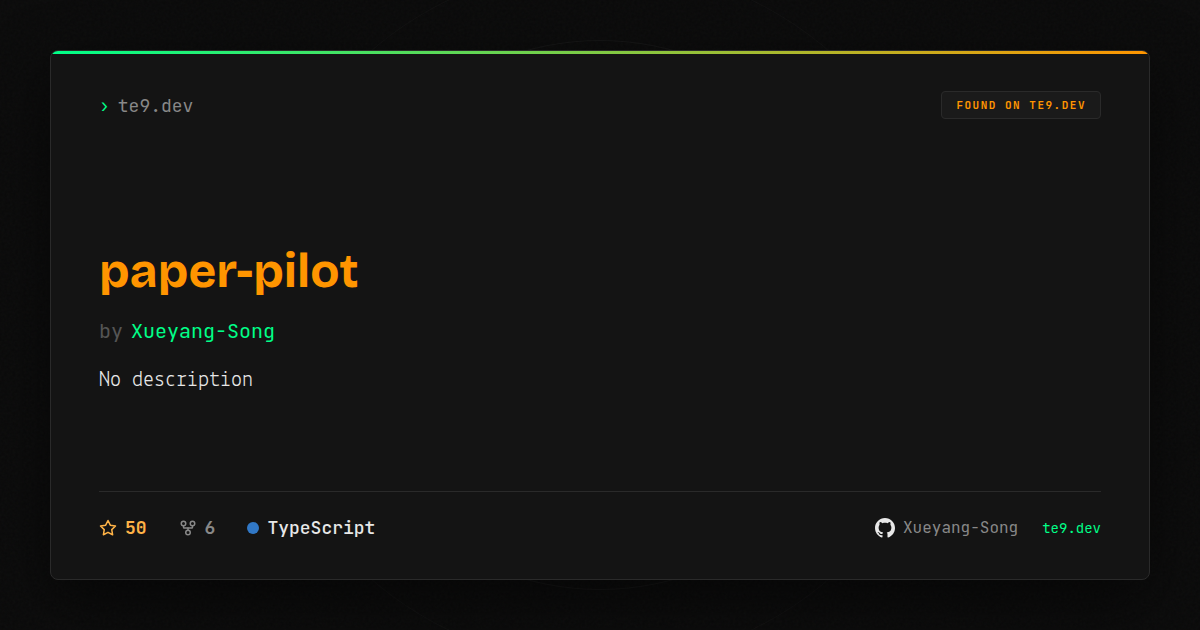 › te9.dev
FOUND ON TE9.DEV
paper-pilot
by Xueyang-Song
No description
50 6 TypeScript
Xueyang-Song te9.dev